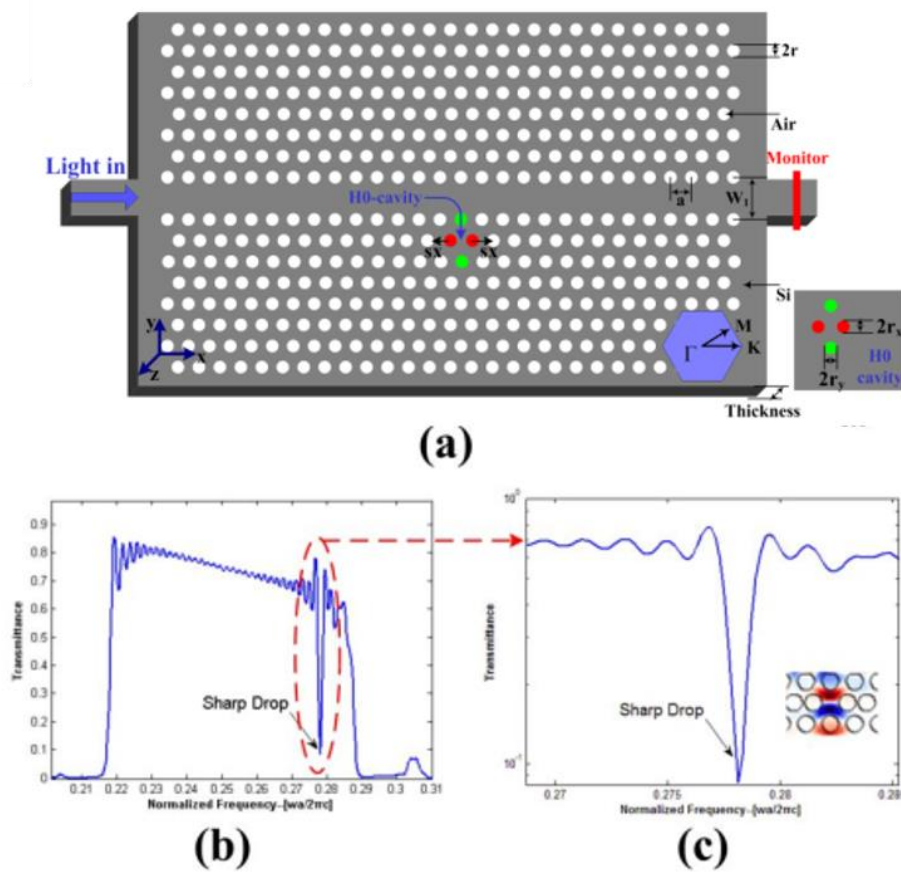 2r
Air
Light in
Monitor
H0-cavity
a
W1
sx
sx
Si
y
x
z
M
Γ
K
2rx
H0
cavity
2ry
Thickness
(a)
0.9
0.8
0.7
0.6
0.5
0.4
0.3
0.2
0.1
0
Transmittance
Sharp Drop
0.21 0.22 0.23 0.24 0.25 0.26 0.27 0.28 0.29 0.30 0.31
Normalized Frequency--[wa/2πc]
(b)
10^0
10^-1
Transmittance
Sharp Drop
0.27 0.275 0.28
Normalized Frequency--[wa/2πc]
(c)